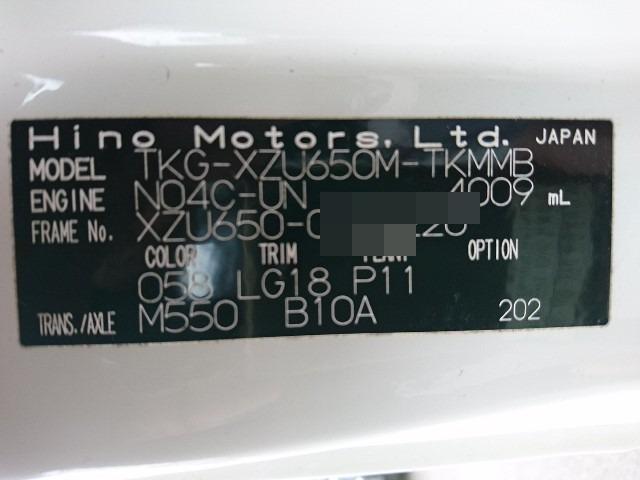 Hino Motors, Ltd. JAPAN
MODEL TKG-XZU650M-TKMMB
ENGINE N04C-UN 4009 mL
FRAME No. XZU650-
COLOR TRIM OPTION
058 LG18 P11
TRANS./AXLE M550 B10A 202